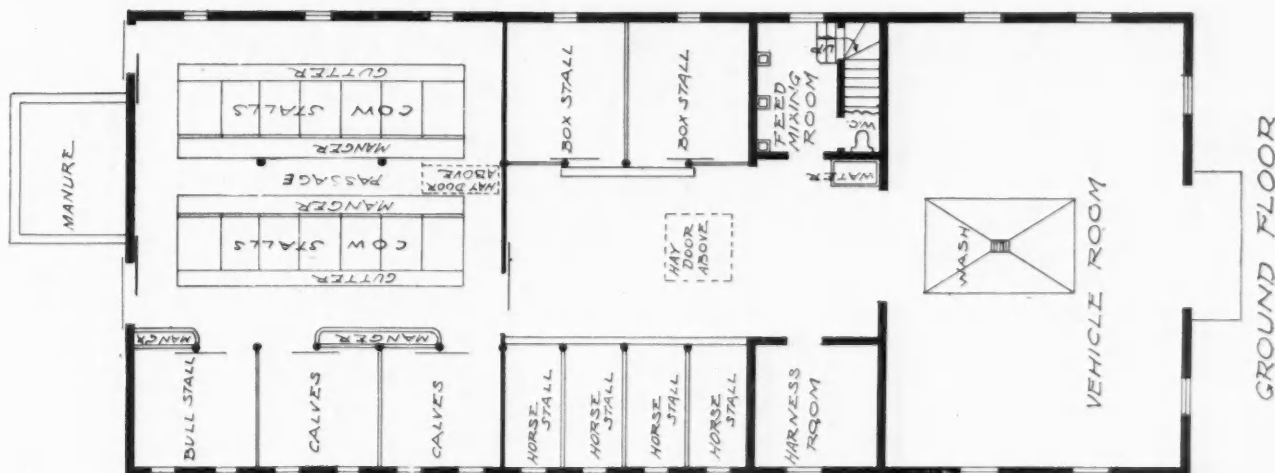 MANURE
GUTTER
COW
STALLS
MANGER
PASSAGE
HAY DOOR
ABOVE
MANGER
COW
STALLS
GUTTER
MANGER
MANGER
BULL STALL
CALVES
CALVES
BOX STALL
BOX STALL
FEED
MIXING
ROOM
UP
W.C.
WATER
HAY
DOOR
ABOVE
HORSE
STALL
HORSE
STALL
HORSE
STALL
HORSE
STALL
HARNESS
ROOM
WASH
VEHICLE ROOM
GROUND FLOOR